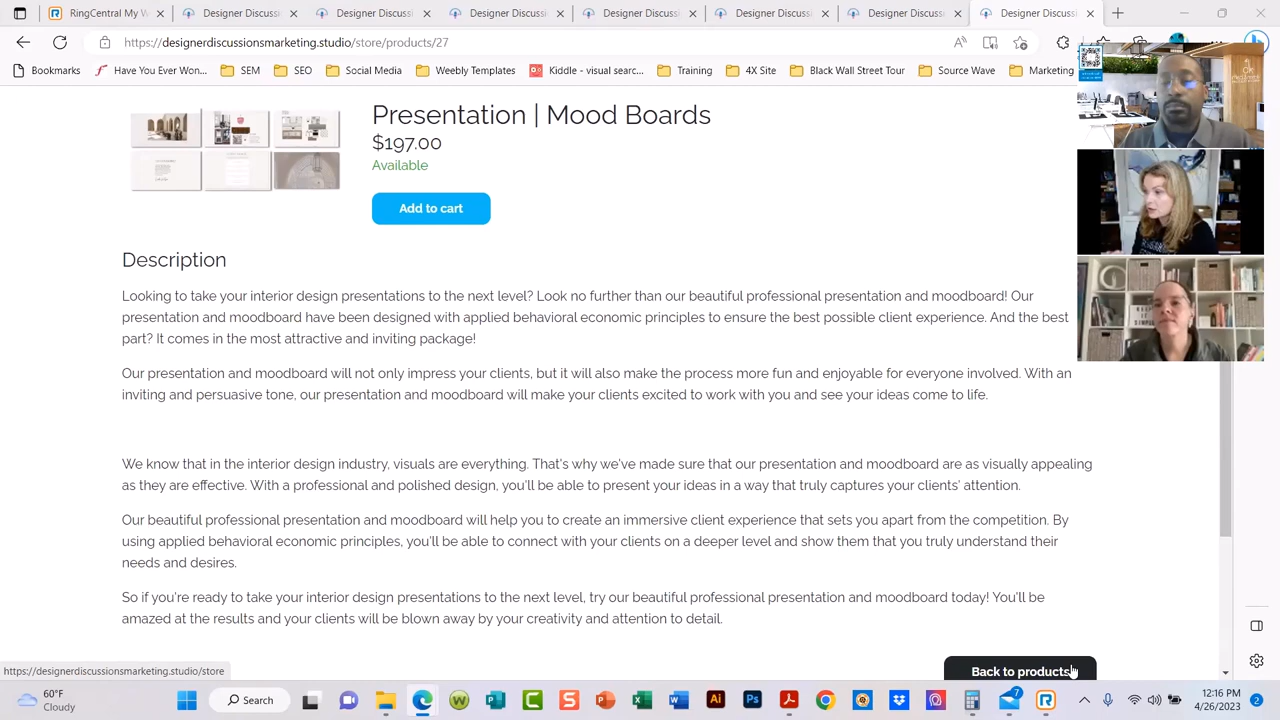 RingCentral My W
Designer Discussi
Designer Discussi
Designer Discussi
Designer Discussi
Designer Discussi
Designer Discussi
Designer Discussi
https://designerdiscussionsmarketing.studio/store/products/27
Bookmarks
Have You Ever Won...
SEM
SEO
Social
Weebly Templates
Training
4X Site
Source Wave
Marketing
Presentation | Mood Boards
$197.00
Available
Add to cart
Description
Looking to take your interior design presentations to the next level? Look no further than our beautiful professional presentation and moodboard! Our
presentation and moodboard have been designed with applied behavioral economic principles to ensure the best possible client experience. And the best
part? It comes in the most attractive and inviting package!
Our presentation and moodboard will not only impress your clients, but it will also make the process more fun and enjoyable for everyone involved. With an
inviting and persuasive tone, our presentation and moodboard will make your clients excited to work with you and see your ideas come to life.
We know that in the interior design industry, visuals are everything. That's why we've made sure that our presentation and moodboard are as visually appealing
as they are effective. With a professional and polished design, you'll be able to present your ideas in a way that truly captures your clients' attention.
Our beautiful professional presentation and moodboard will help you to create an immersive client experience that sets you apart from the competition. By
using applied behavioral economic principles, you'll be able to connect with your clients on a deeper level and show them that you truly understand their
needs and desires.
So if you're ready to take your interior design presentations to the next level, try our beautiful professional presentation and moodboard today! You'll be
amazed at the results and your clients will be blown away by your creativity and attention to detail.
Back to products
https://designerdiscussionsmarketing.studio/store
60°F
Cloudy
Search
7
12:16 PM
4/26/2023
2